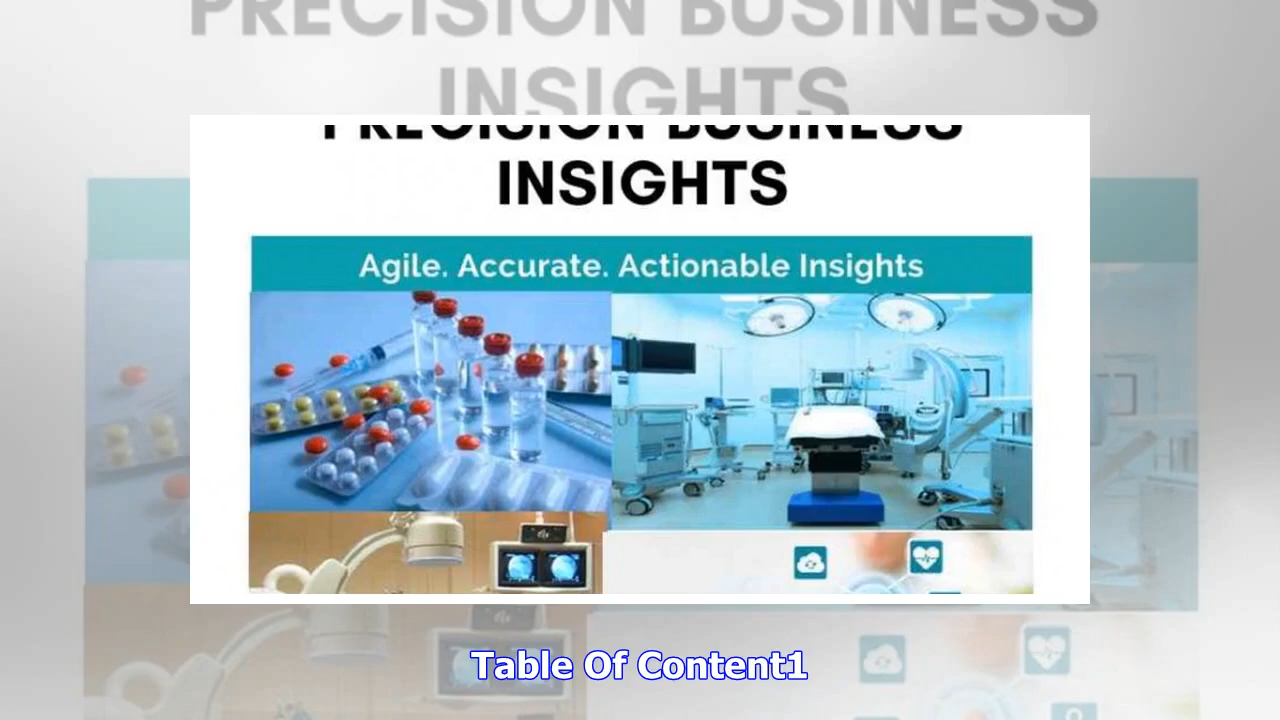 PRECISION BUSINESS
INSIGHTS
PRECISION BUSINESS
INSIGHTS
Agile. Accurate. Actionable Insights
Table Of Content1